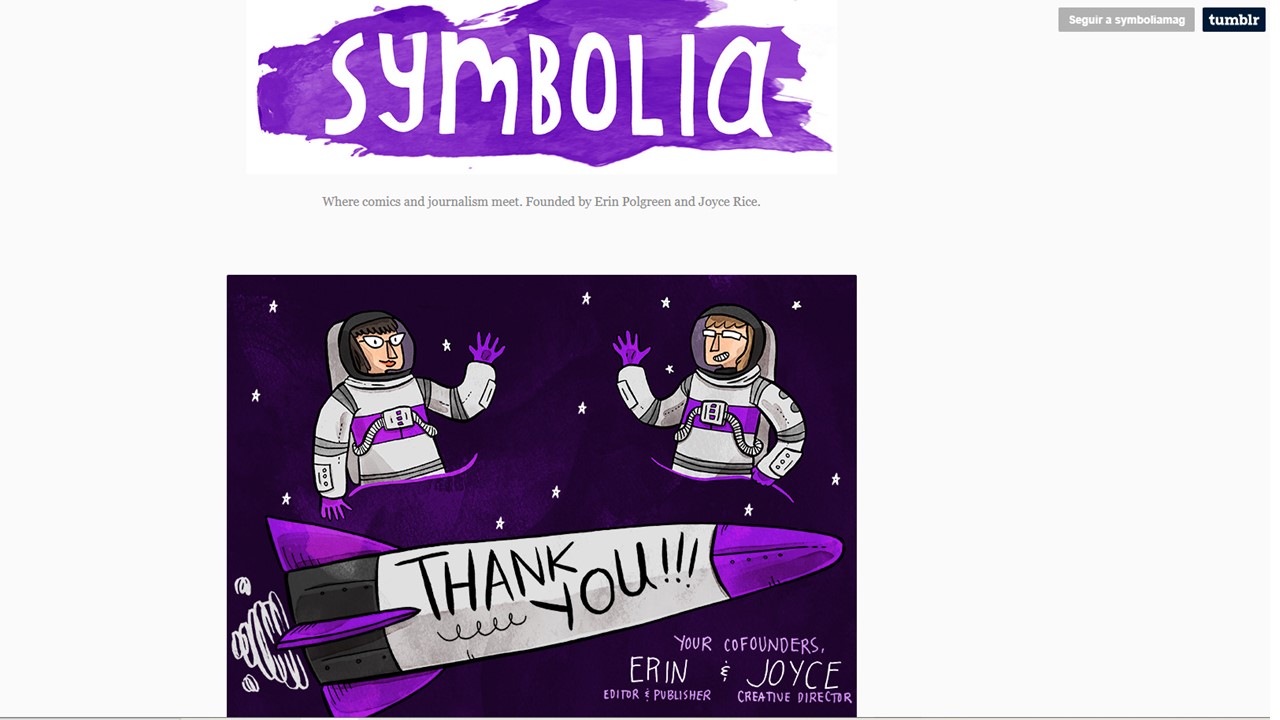 Seguir a symboliamag
tumblr
SYMBOLIA
Where comics and journalism meet. Founded by Erin Polgreen and Joyce Rice.
THANK
YOU!!!
YOUR COFOUNDERS,
ERIN & JOYCE
EDITOR & PUBLISHER CREATIVE DIRECTOR